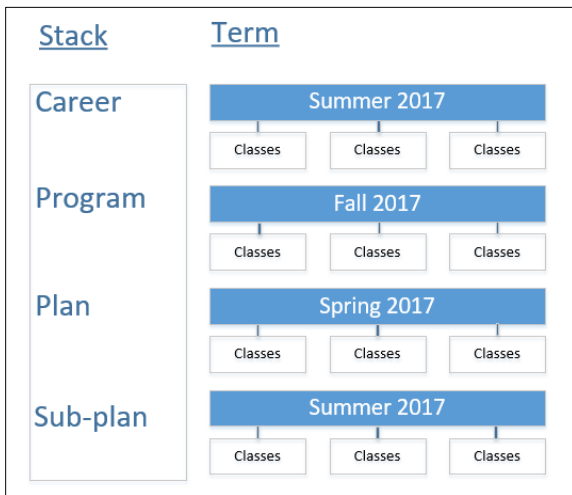 Stack Term
Career Summer 2017
Classes Classes Classes
Program Fall 2017
Classes Classes Classes
Plan Spring 2017
Classes Classes Classes
Sub-plan Summer 2017
Classes Classes Classes